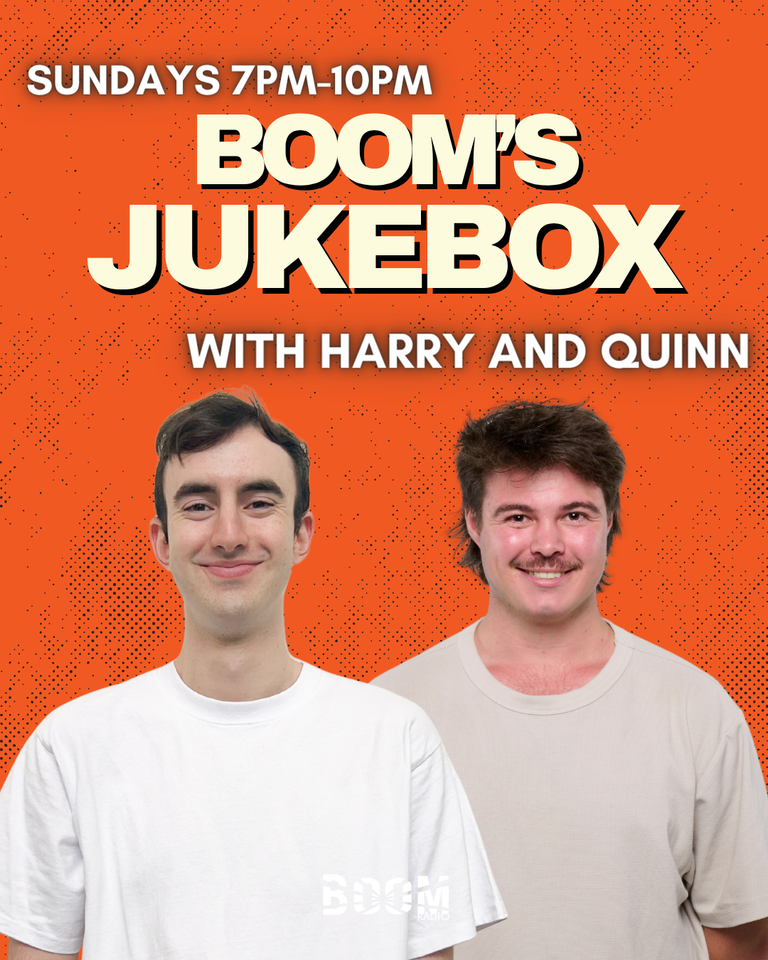 SUNDAYS 7PM-10PM
BOOM'S
JUKEBOX
WITH HARRY AND QUINN
BOOM
RADIO